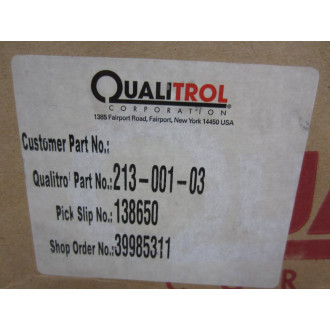 QUALITROL
CORPORATION
1385 Fairport Road, Fairport, New York 14450 USA
Customer Part No.:
Qualitrol Part No.: 213-001-03
Pick Slip No.: 138650
Shop Order No.: 39985311